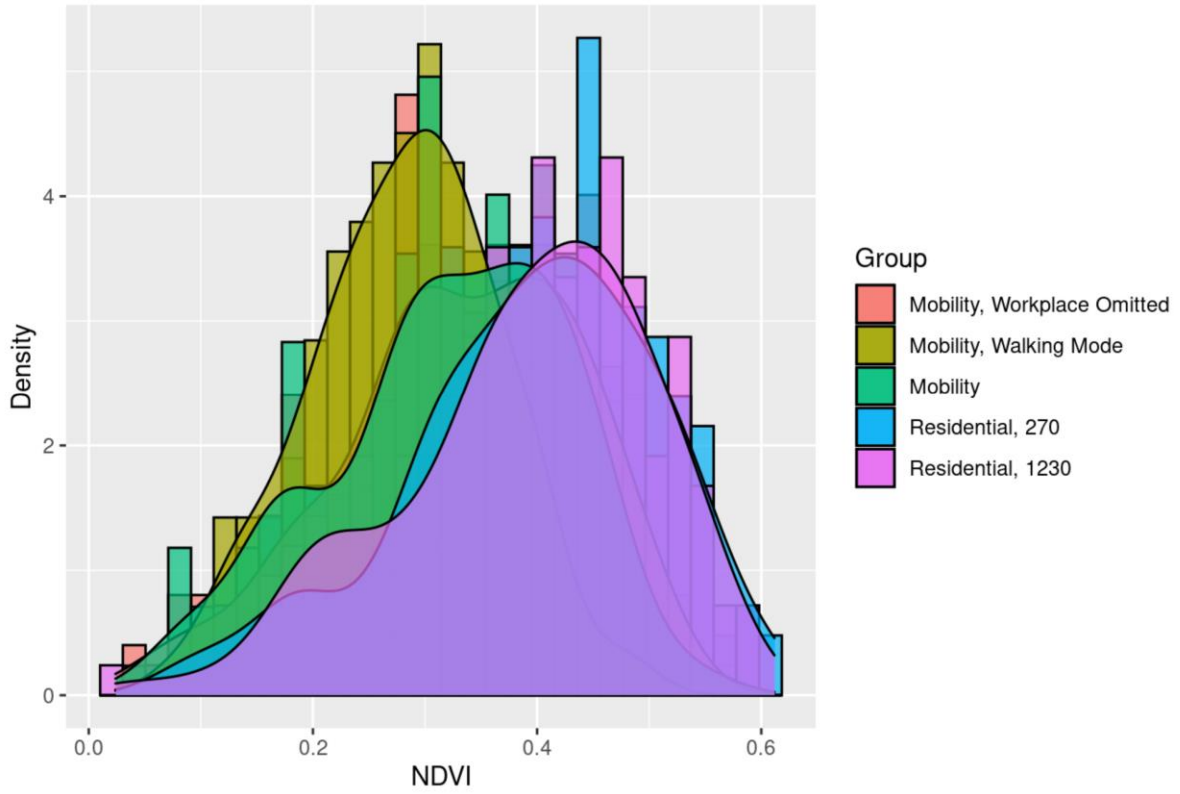 Density
4
2
0
0.0
0.2
0.4
0.6
NDVI
Group
Mobility, Workplace Omitted
Mobility, Walking Mode
Mobility
Residential, 270
Residential, 1230